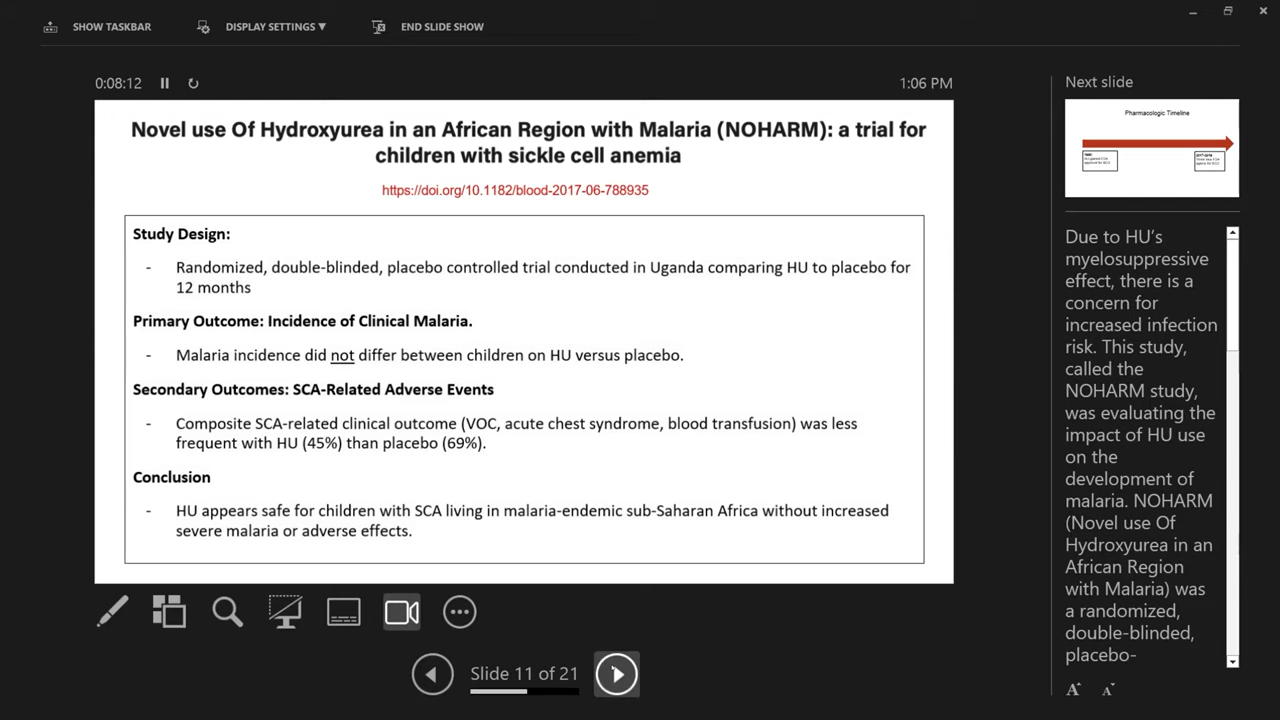 SHOW TASKBAR
DISPLAY SETTINGS ▼
END SLIDE SHOW
0:08:12
1:06 PM
Novel use Of Hydroxyurea in an African Region with Malaria (NOHARM): a trial for
children with sickle cell anemia
https://doi.org/10.1182/blood-2017-06-788935
Study Design:
- Randomized, double-blinded, placebo controlled trial conducted in Uganda comparing HU to placebo for
12 months
Primary Outcome: Incidence of Clinical Malaria.
- Malaria incidence did not differ between children on HU versus placebo.
Secondary Outcomes: SCA-Related Adverse Events
- Composite SCA-related clinical outcome (VOC, acute chest syndrome, blood transfusion) was less
frequent with HU (45%) than placebo (69%).
Conclusion
- HU appears safe for children with SCA living in malaria-endemic sub-Saharan Africa without increased
severe malaria or adverse effects.
Slide 11 of 21
Next slide
Pharmacologic Timeline
Due to HU's
myelosuppressive
effect, there is a
concern for
increased infection
risk. This study,
called the
NOHARM study,
was evaluating the
impact of HU use
on the
development of
malaria. NOHARM
(Novel use Of
Hydroxyurea in an
African Region
with Malaria) was
a randomized,
double-blinded,
placebo-
A A